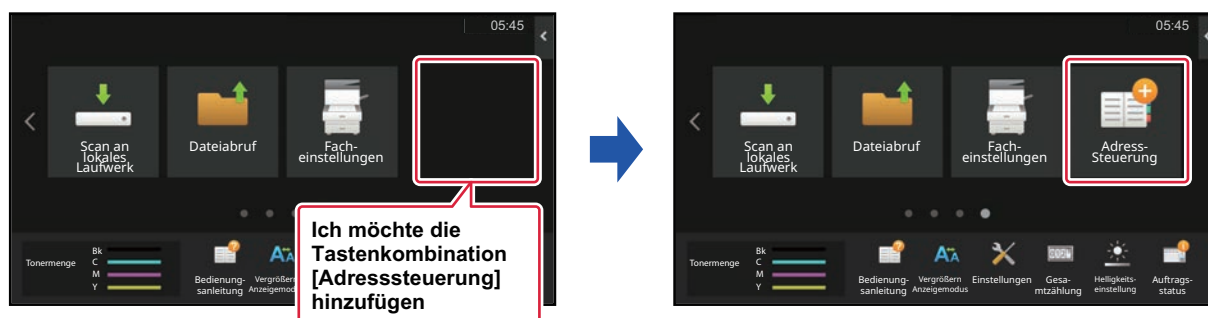 05:45
Scan an
lokales
Laufwerk
Dateiabruf
Fach-
einstellungen
Ich möchte die
Tastenkombination
[Adresssteuerung]
hinzufügen
Tonermenge
Bk
C
M
Y
Bedienung-
sanleitung
Vergrößern
Anzeigemodus
05:45
Scan an
lokales
Laufwerk
Dateiabruf
Fach-
einstellungen
Adress-
Steuerung
Tonermenge
Bk
C
M
Y
Bedienung-
sanleitung
Vergrößern
Anzeigemodus
Einstellungen
Gesa-
mtzählung
Helligkeits-
einstellung
Auftrags-
status